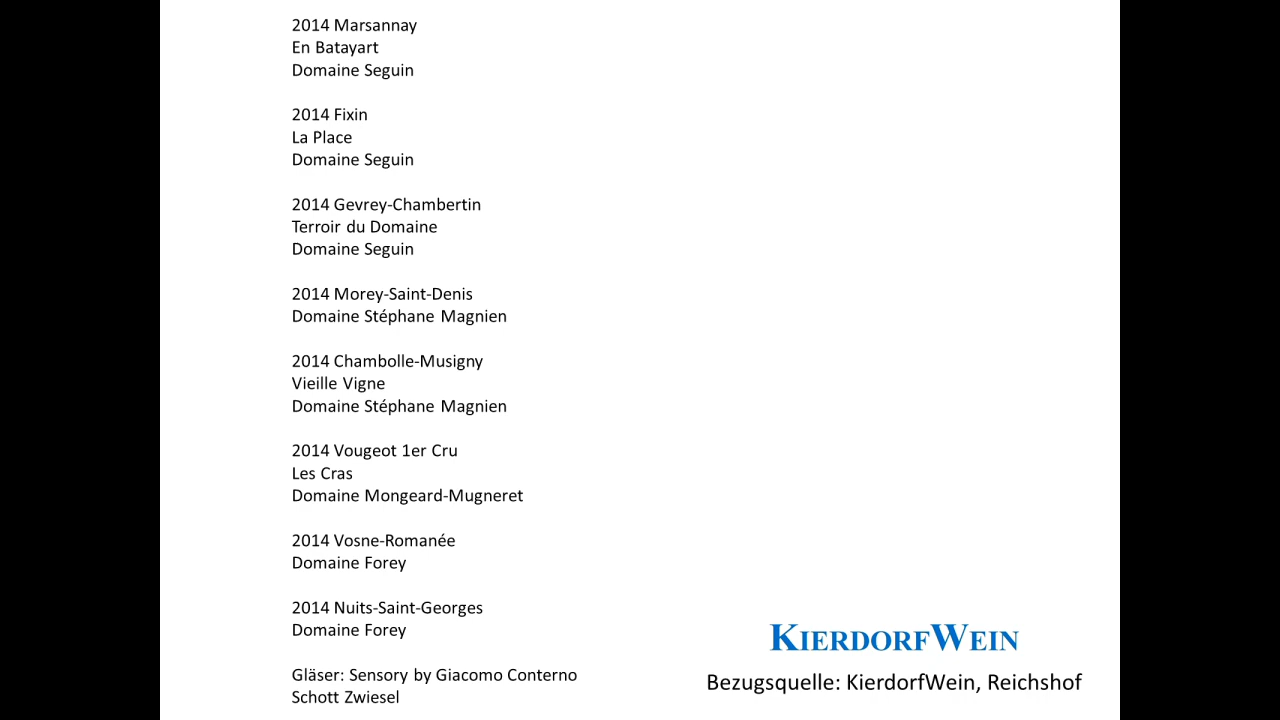 2014 Marsannay
En Batayart
Domaine Seguin
2014 Fixin
La Place
Domaine Seguin
2014 Gevrey-Chambertin
Terroir du Domaine
Domaine Seguin
2014 Morey-Saint-Denis
Domaine Stéphane Magnien
2014 Chambolle-Musigny
Vieille Vigne
Domaine Stéphane Magnien
2014 Vougeot 1er Cru
Les Cras
Domaine Mongeard-Mugneret
2014 Vosne-Romanée
Domaine Forey
2014 Nuits-Saint-Georges
Domaine Forey
Gläser: Sensory by Giacomo Conterno
Schott Zwiesel
KIERDORFWEIN
Bezugsquelle: KierdorfWein, Reichshof